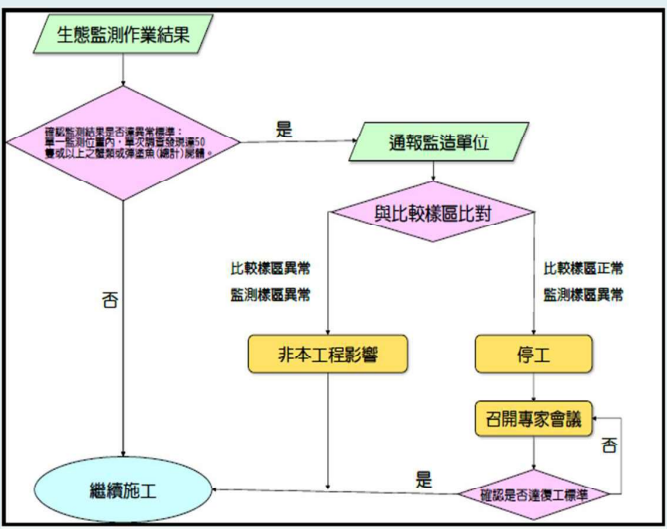 生態監測作業結果
確認監測結果是否達異常標準：
單一監測位置內，單次調查發現達50
隻或以上之蟹類或彈塗魚(總計)屍體。
是
通報監造單位
與比較樣區比對
比較樣區異常
監測樣區異常
比較樣區正常
監測樣區異常
否
非本工程影響
停工
召開專家會議
否
是
繼續施工
確認是否達復工標準